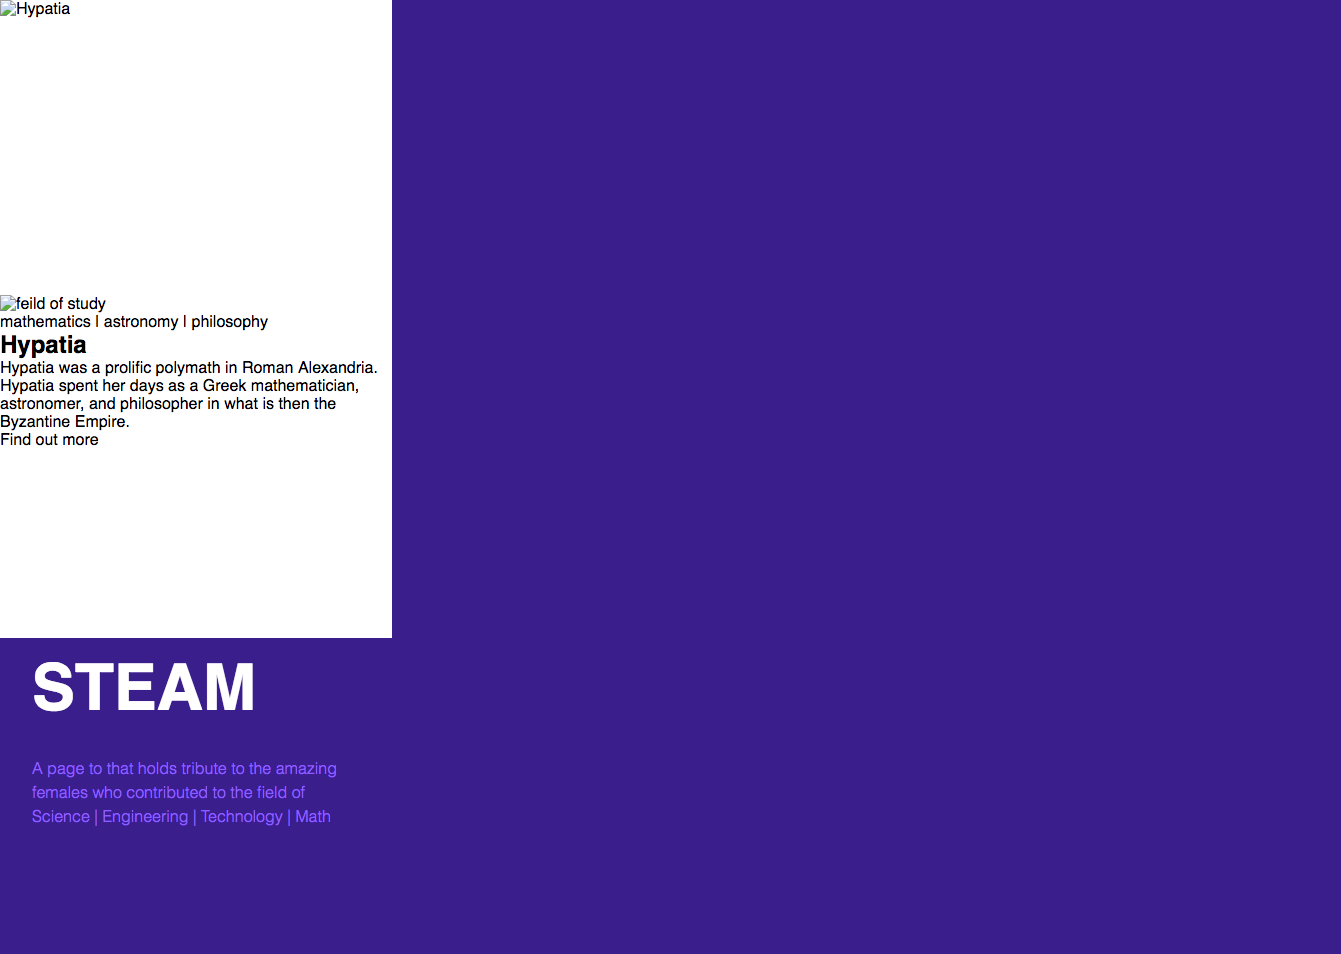 Hypatia
feild of study
mathematics | astronomy | philosophy
Hypatia
Hypatia was a prolific polymath in Roman Alexandria.
Hypatia spent her days as a Greek mathematician,
astronomer, and philosopher in what is then the
Byzantine Empire.
Find out more
STEAM
A page to that holds tribute to the amazing
females who contributed to the field of
Science | Engineering | Technology | Math